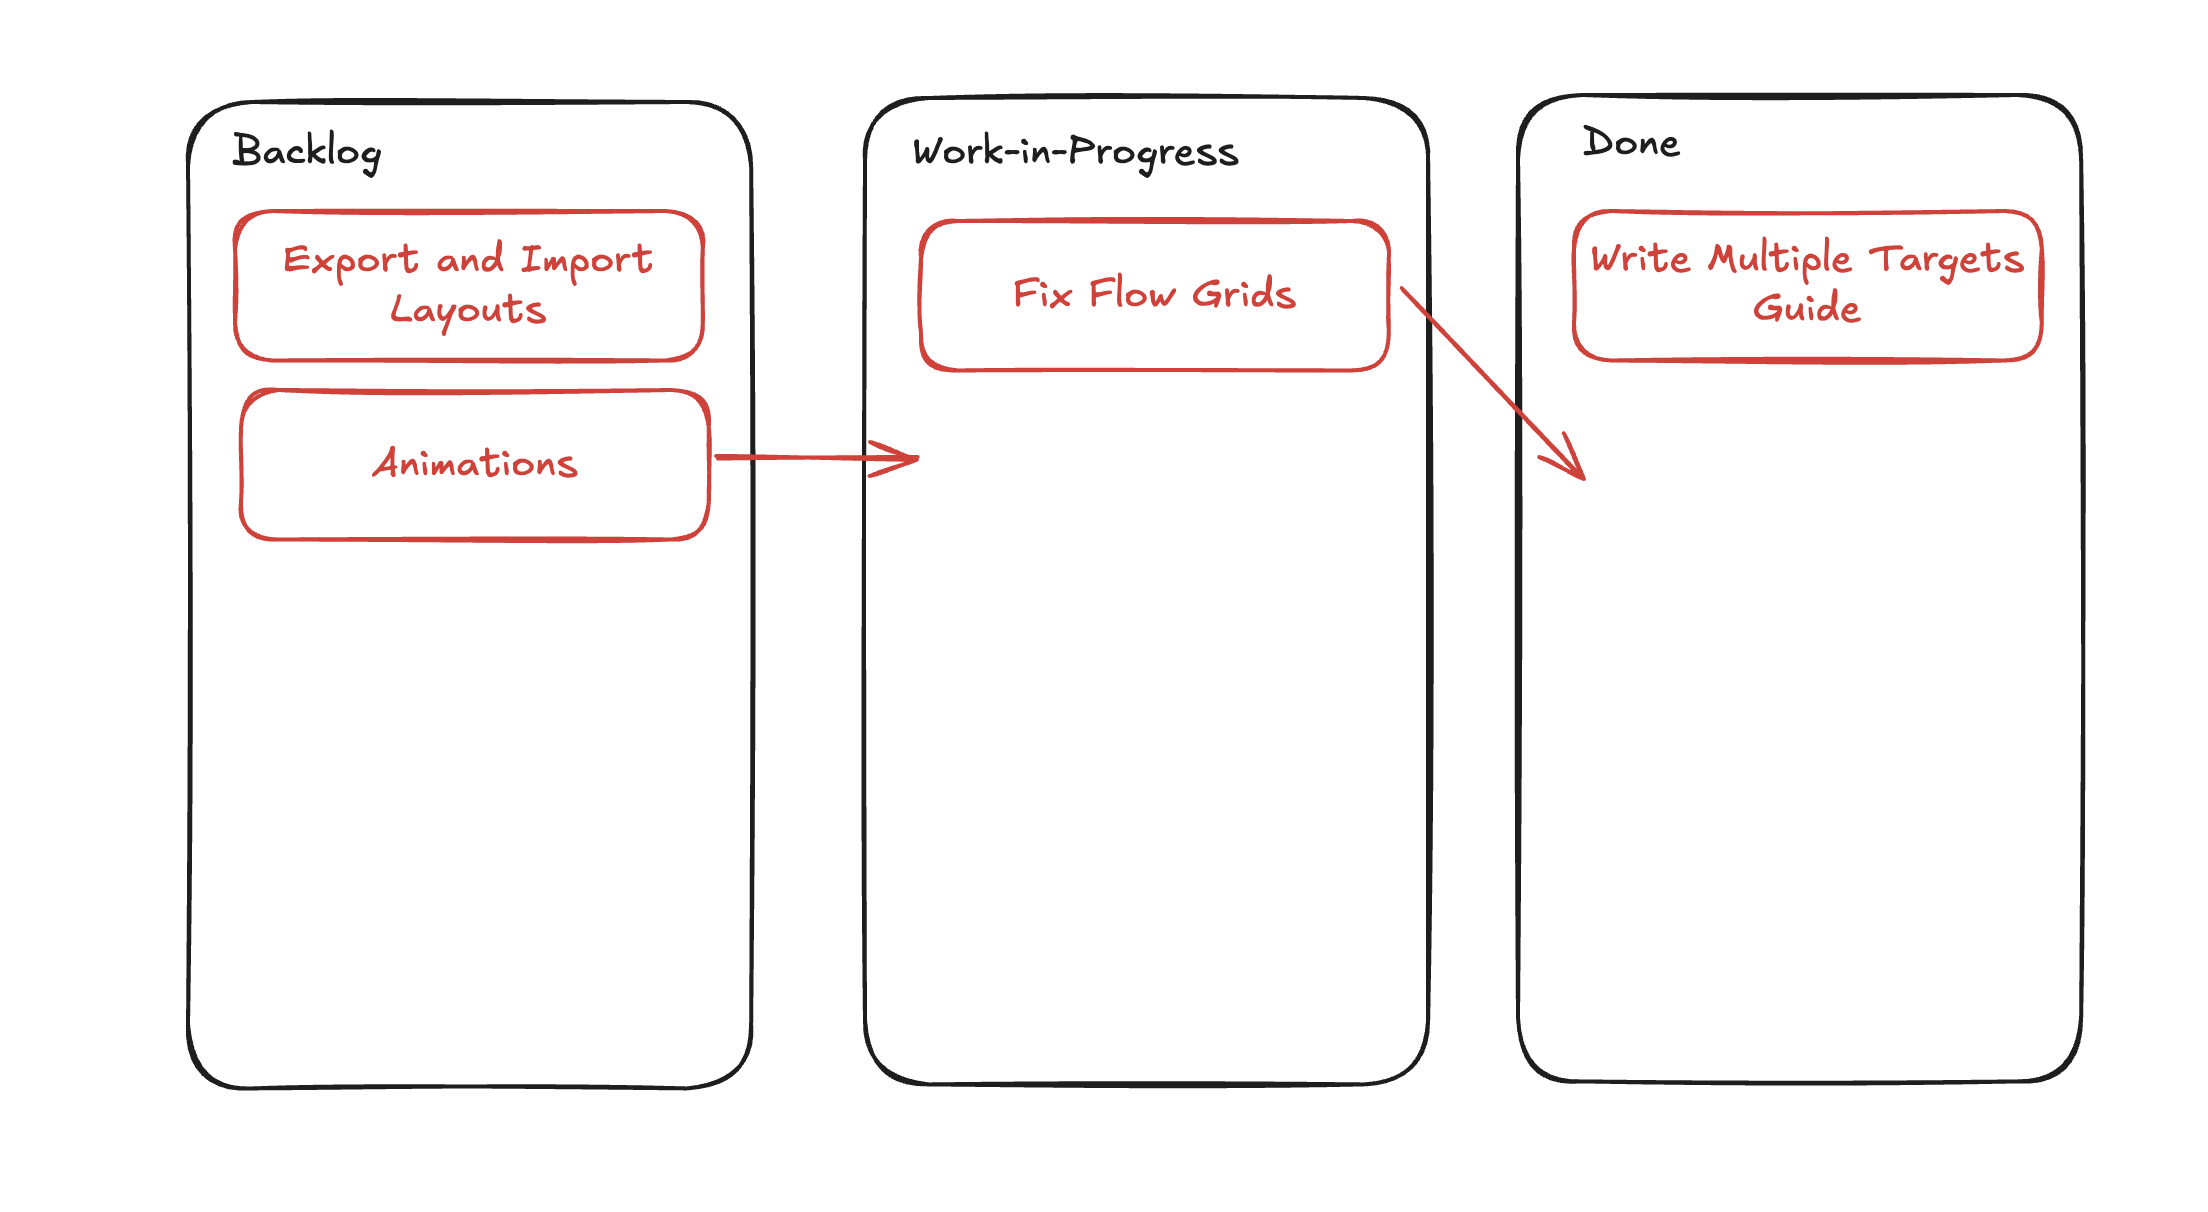 Backlog
Export and Import
Layouts
Animations
Work-in-Progress
Fix Flow Grids
Done
Write Multiple Targets
Guide